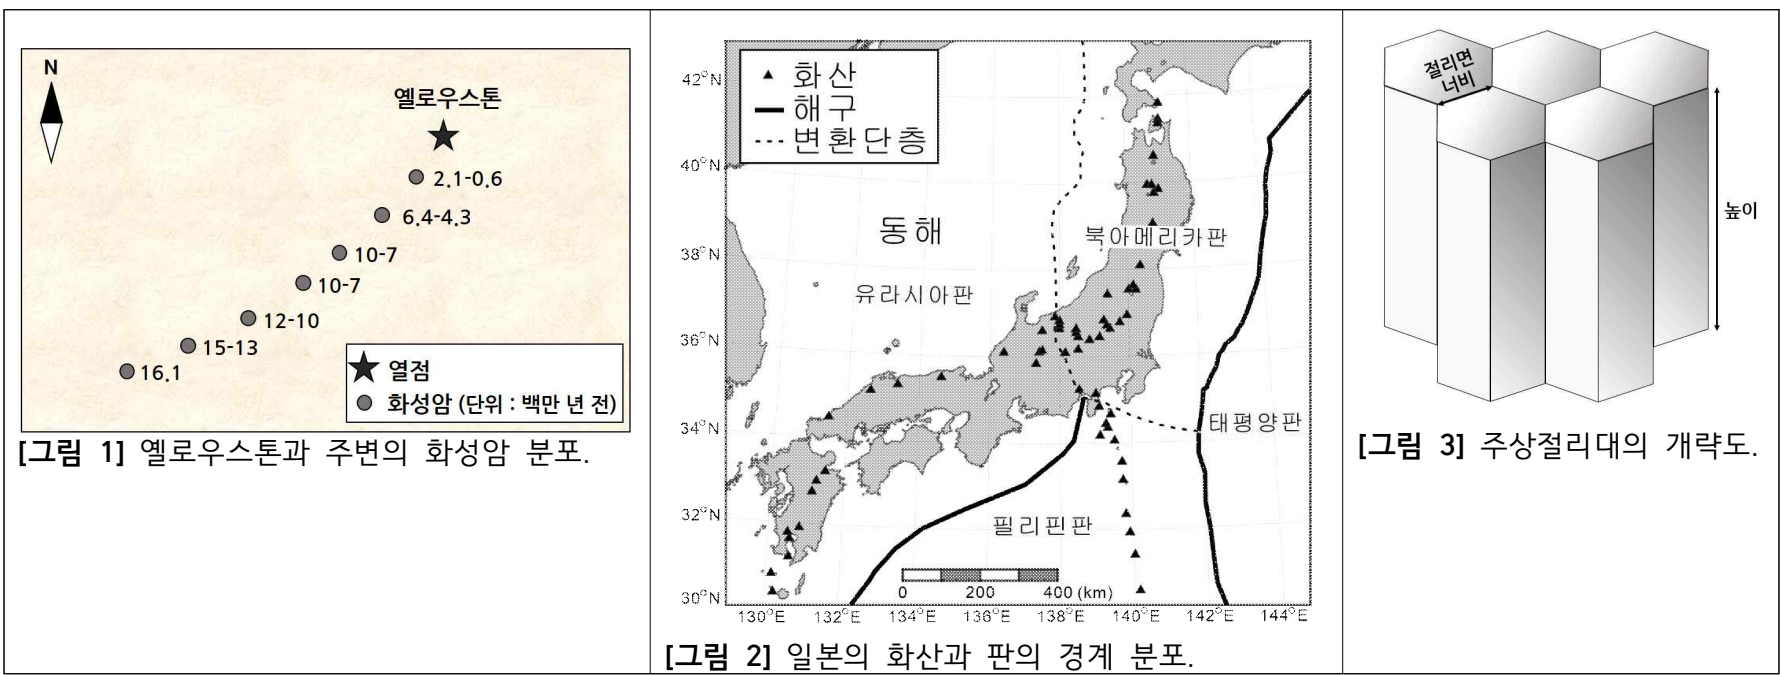 N
옐로우스톤
2.1-0.6
6.4-4.3
10-7
10-7
12-10
15-13
16.1
열점
화성암 (단위 : 백만 년 전)
[그림 1] 옐로우스톤과 주변의 화성암 분포.
화산
해구
변환단층
42°N
40°N
38°N
36°N
34°N
32°N
30°N
동해
북아메리카판
유라시아판
태평양판
필리핀판
0 200 400 (km)
130°E 132°E 134°E 136°E 138°E 140°E 142°E 144°E
[그림 2] 일본의 화산과 판의 경계 분포.
절리면
너비
높이
[그림 3] 주상절리대의 개략도.